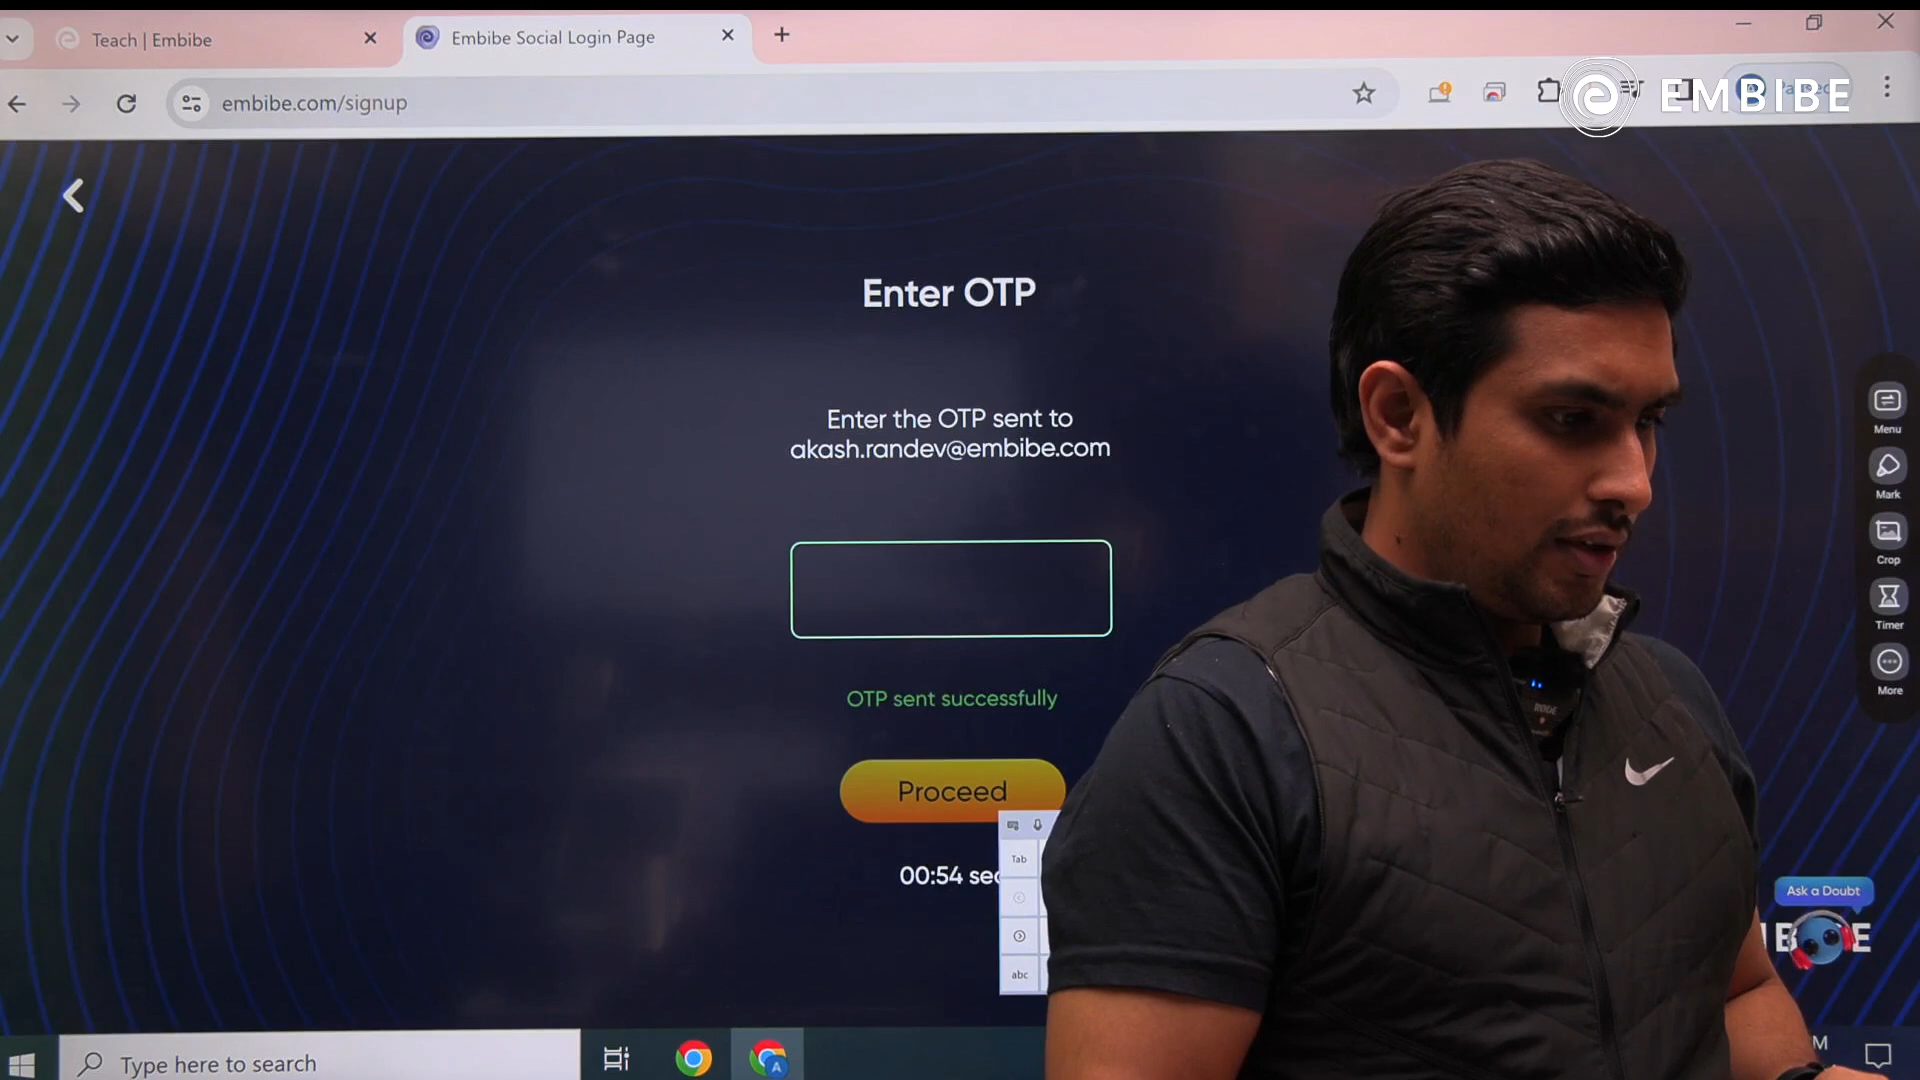 Teach | Embibe
Embibe Social Login Page
embibe.com/signup
EMBIBE
Enter OTP
Enter the OTP sent to
akash.randev@embibe.com
OTP sent successfully
Proceed
00:54 sec
Tab
abc
Menu
Mark
Crop
Timer
More
RODE
Ask a Doubt
Type here to search
A
M